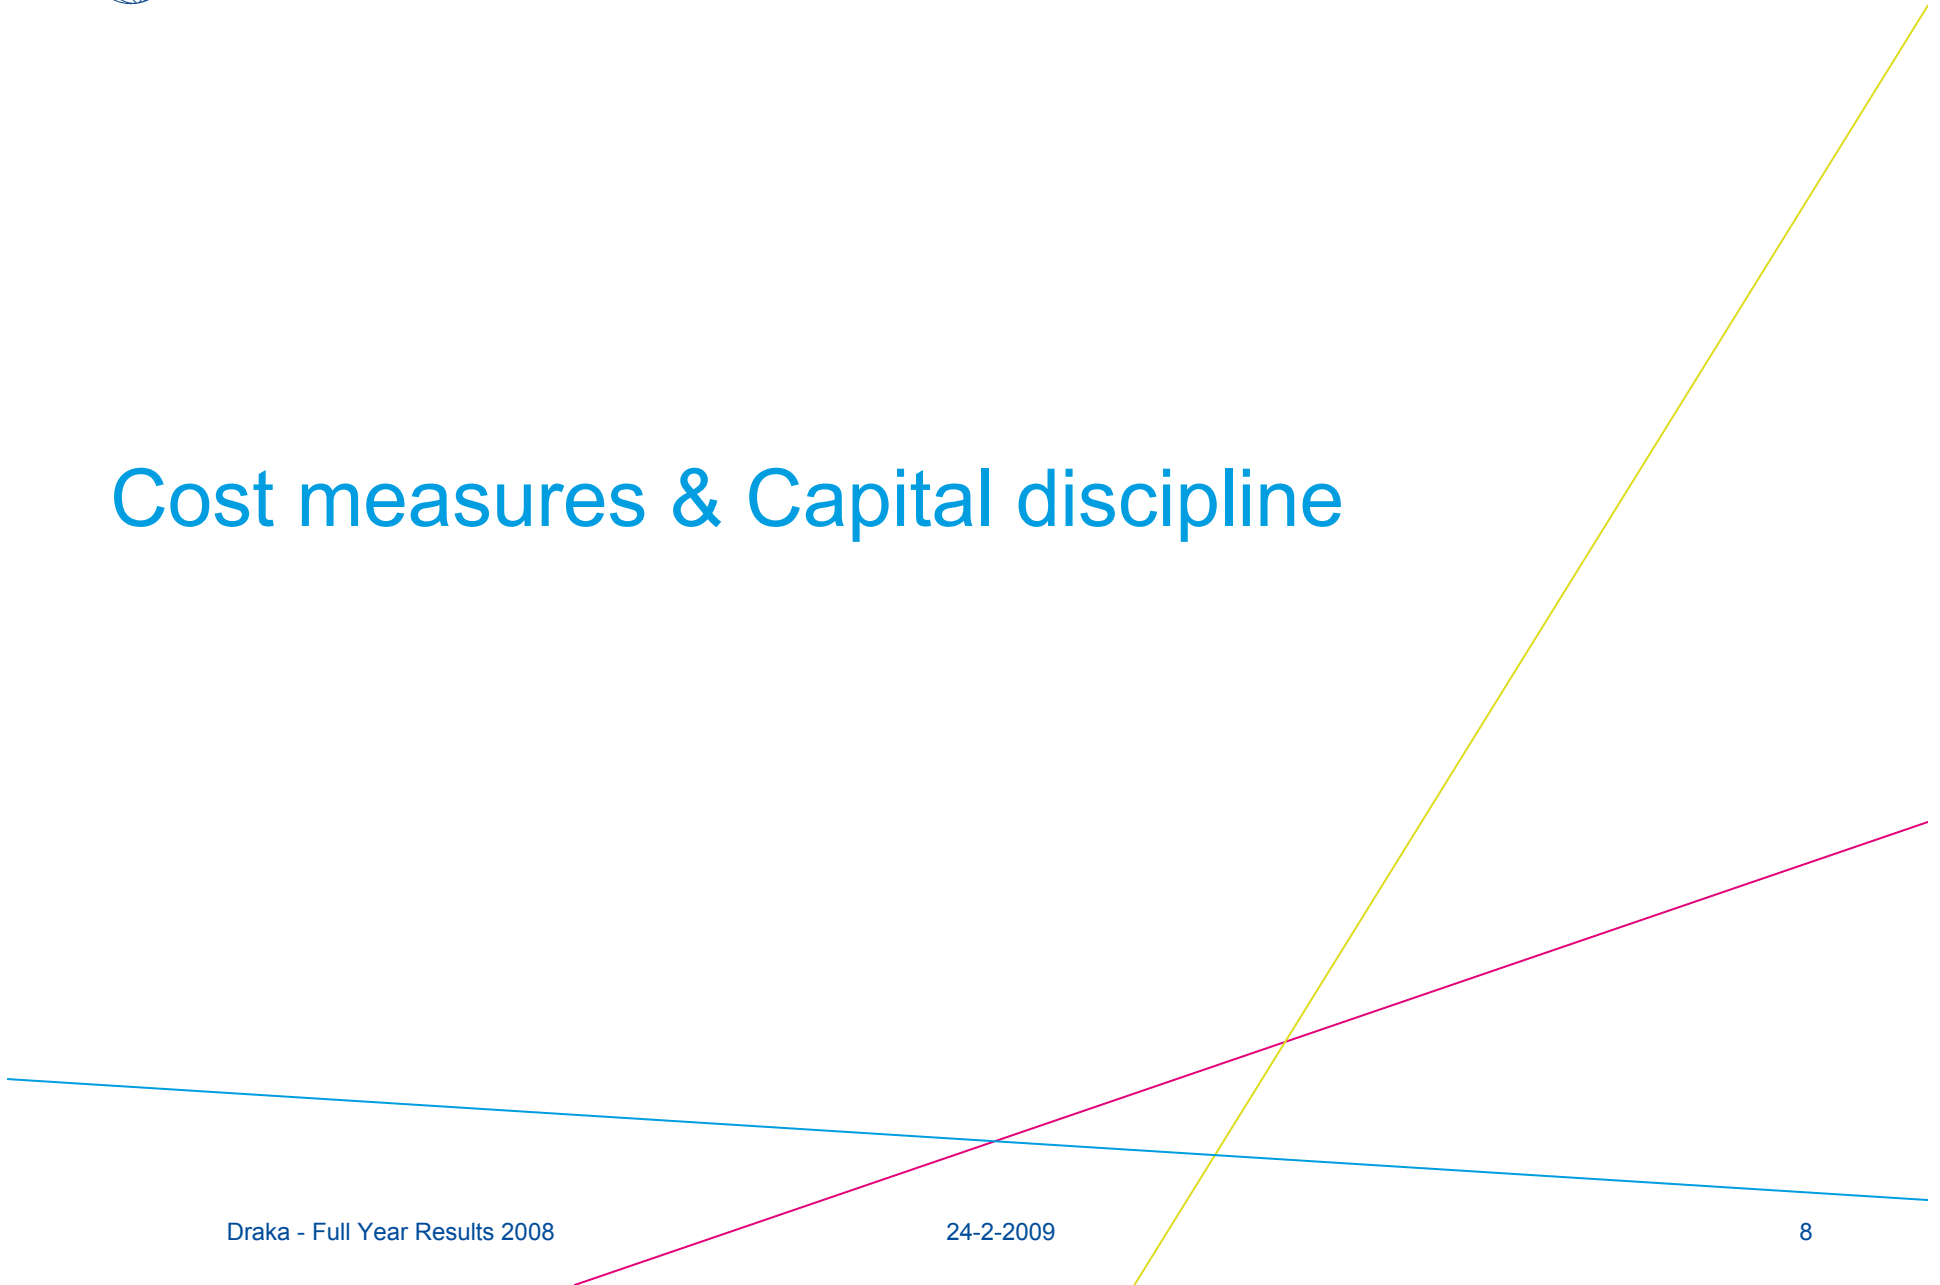 Cost measures & Capital discipline
Draka - Full Year Results 2008
24-2-2009
8